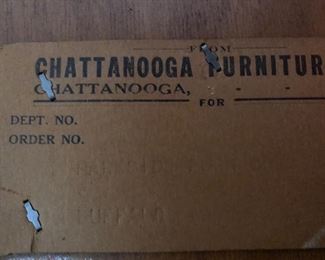 FROM
CHATTANOOGA FURNITUR
CHATTANOOGA, - -
FOR
DEPT. NO.
ORDER NO.